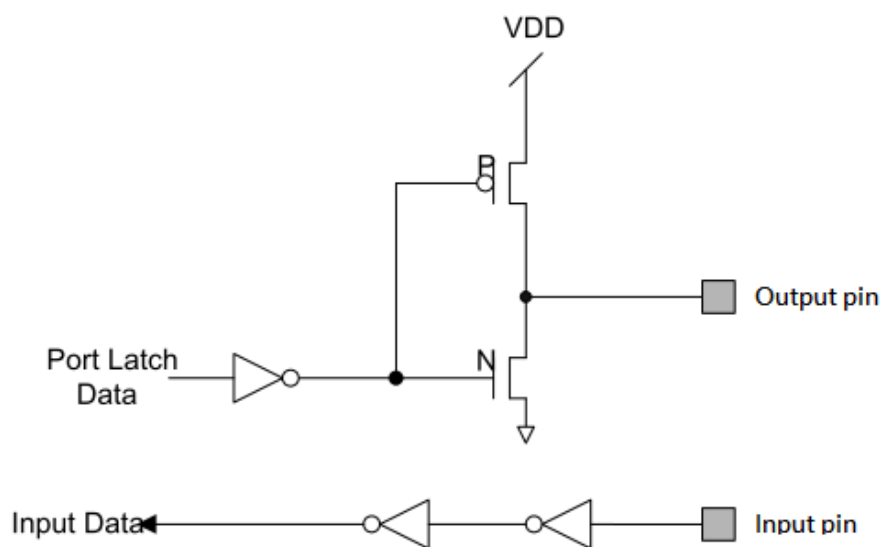 VDD
P
Output pin
N
Port Latch
Data
Input Data
Input pin